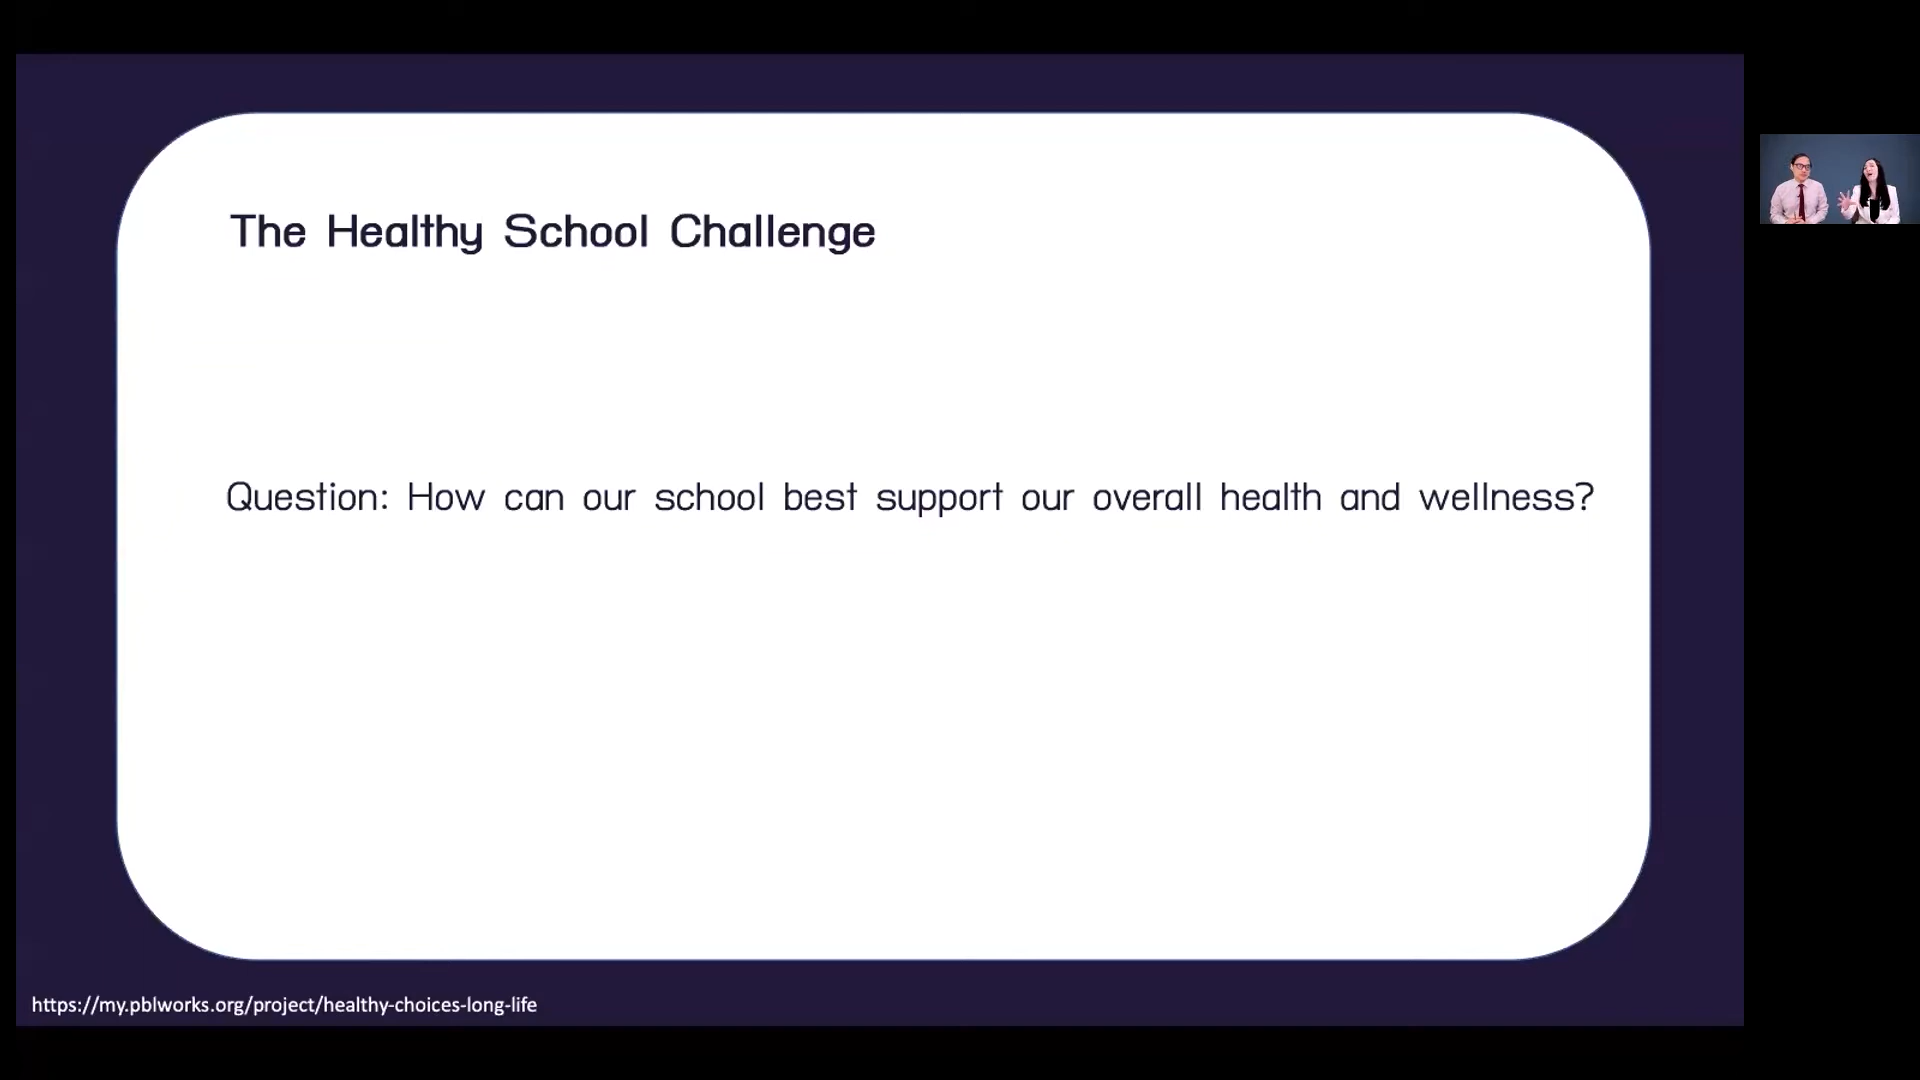 The Healthy School Challenge
Question: How can our school best support our overall health and wellness?
https://my.pblworks.org/project/healthy-choices-long-life